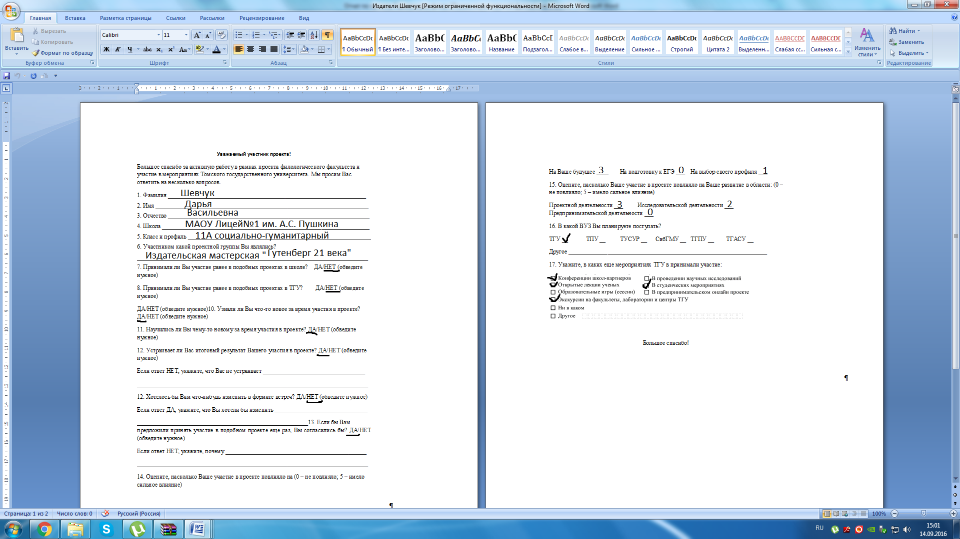 Издатели Шевчук [Режим ограниченной функциональности] - Microsoft Word
Главная Вставка Разметка страницы Ссылки Рассылки Рецензирование Вид
Вставить
Вырезать
Копировать
Формат по образцу
Буфер обмена
Calibri 11
Шрифт
Абзац
AaBbCcDc AaBbCcDc AaBbC AaBbCc AaBbC AaBbCc AaBbCcDc AaBbCcDc AaBbCcDc AaBbCcDc AaBbCcDc AaBbCcDc AaBbCcDc AaBbCcDc
¶ Обычный ¶ Без инте... Заголово... Заголово... Название Подзагол... Слабое в... Выделение Сильное ... Строгий Цитата 2 Выделенн... Слабая сс... Сильная с...
Стили
Изменить стили
Найти
Заменить
Выделить
Редактирование
Уважаемый участник проекта!
Большое спасибо за активную работу в рамках проекта филологического факультета и
участие в мероприятиях Томского государственного университета. Мы просим Вас
ответить на несколько вопросов.
1. Фамилия Шевчук
2. Имя Дарья
3. Отчество Васильевна
4. Школа МАОУ Лицей№1 им. А.С. Пушкина
5. Класс и профиль 11А социально-гуманитарный
6. Участником какой проектной группы Вы являлись?
Издательская мастерская "Гутенберг 21 века"
7. Принимали ли Вы участие ранее в подобных проектах в школе? ДА/НЕТ (обведите
нужное)
8. Принимали ли Вы участие ранее в подобных проектах в ТГУ? ДА/НЕТ (обведите
нужное)
ДА/НЕТ (обведите нужное)10. Узнали ли Вы что-то новое за время участия в проекте?
ДА/НЕТ (обведите нужное)
11. Научились ли Вы чему-то новому за время участия в проекте? ДА/НЕТ (обведите
нужное)
12. Устраивает ли Вас итоговый результат Вашего участия в проекте? ДА/НЕТ (обведите
нужное)
Если ответ НЕТ, укажите, что Вас не устраивает
12. Хотелось бы Вам что-нибудь изменить в формате встреч? ДА/НЕТ (обведите нужное)
Если ответ ДА, укажите, что Вы хотели бы изменить
13. Если бы Вам
предложили принять участие в подобном проекте еще раз, Вы согласились бы? ДА/НЕТ
(обведите нужное)
Если ответ НЕТ, укажите, почему
14. Оцените, насколько Ваше участие в проекте повлияло на (0 – не повлияло, 5 – имело
сильное влияние)
¶
На Ваше будущее 3 На подготовку к ЕГЭ 0 На выбор своего профиля 1
15. Оцените, насколько Ваше участие в проекте повлияло на Ваше развитие в области: (0 –
не повлияло; 5 – имело сильное влияние)
Проектной деятельности 3 Исследовательской деятельности 2
Предпринимательской деятельности 0
16. В какой ВУЗ Вы планируете поступать?
ТГУ ТПУ ТУСУР СибГМУ ТГПУ ТГАСУ
Другое
17. Укажите, в каких еще мероприятиях ТГУ в принимали участие:
Конференции школ-партнеров В проведении научных исследований
Открытые лекции ученых В студенческих мероприятиях
Образовательные игры (сессии) В предпринимательском онлайн проекте
Экскурсии на факультеты, лаборатории и центры ТГУ
Ни в каком
Другое
Большое спасибо!
¶
Страница: 1 из 2 Число слов: 0 Русский (Россия) 100%
RU 15:01
14.09.2016